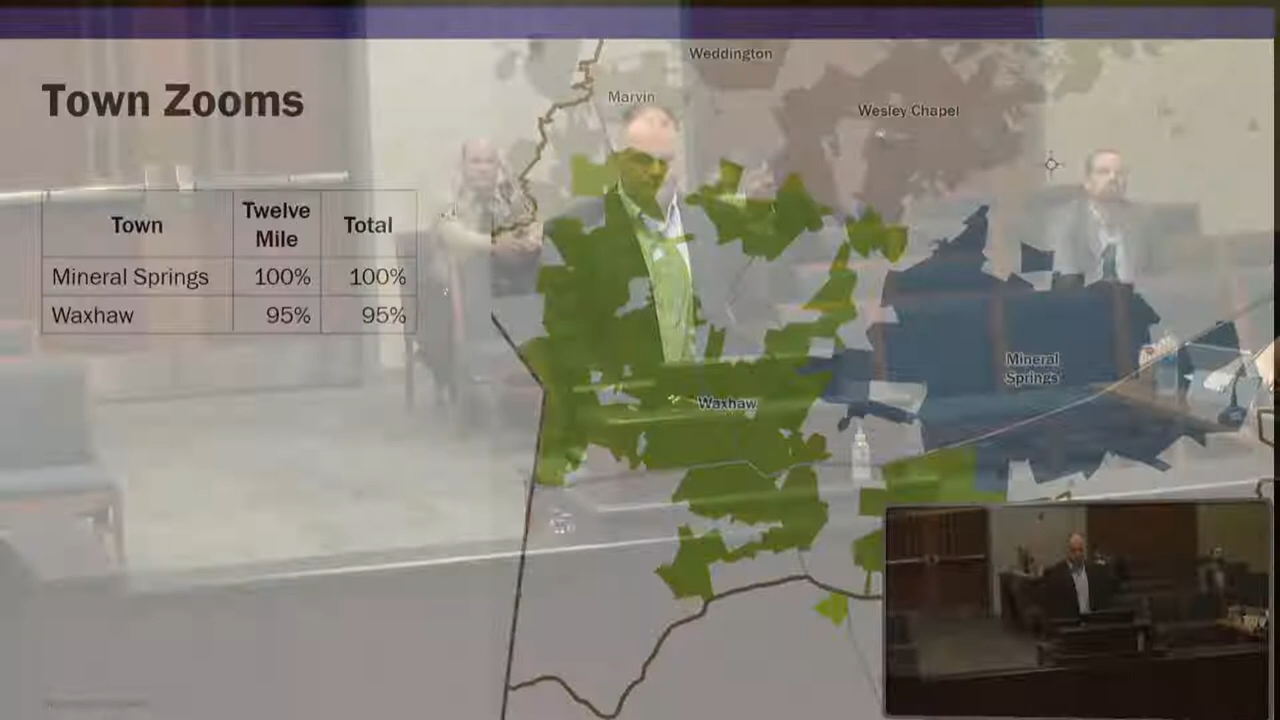 Weddington
Marvin
Wesley Chapel
Town Zooms
Town
Twelve
Mile
Total
Mineral Springs
100%
100%
Waxhaw
95%
95%
Mineral
Springs
Waxhaw